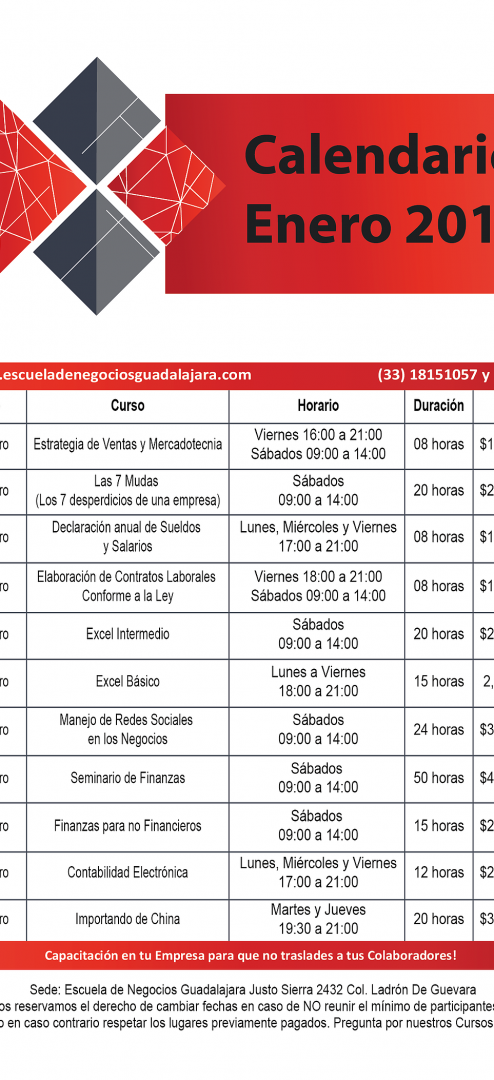 Calendari
Enero 201
.escueladenegociosguadalajara.com (33) 18151057 y
Curso Horario Duración
ro Estrategia de Ventas y Mercadotecnia Viernes 16:00 a 21:00 Sábados 09:00 a 14:00 08 horas $1
ro Las 7 Mudas (Los 7 desperdicios de una empresa) Sábados 09:00 a 14:00 20 horas $2
ro Declaración anual de Sueldos y Salarios Lunes, Miércoles y Viernes 17:00 a 21:00 08 horas $1
ro Elaboración de Contratos Laborales Conforme a la Ley Viernes 18:00 a 21:00 Sábados 09:00 a 14:00 08 horas $1
ro Excel Intermedio Sábados 09:00 a 14:00 20 horas $2
ro Excel Básico Lunes a Viernes 18:00 a 21:00 15 horas 2,
ro Manejo de Redes Sociales en los Negocios Sábados 09:00 a 14:00 24 horas $3
ro Seminario de Finanzas Sábados 09:00 a 14:00 50 horas $4
ro Finanzas para no Financieros Sábados 09:00 a 14:00 15 horas $2
ro Contabilidad Electrónica Lunes, Miércoles y Viernes 17:00 a 21:00 12 horas $2
ro Importando de China Martes y Jueves 19:30 a 21:00 20 horas $3
Capacitación en tu Empresa para que no traslades a tus Colaboradores!
Sede: Escuela de Negocios Guadalajara Justo Sierra 2432 Col. Ladrón De Guevara
os reservamos el derecho de cambiar fechas en caso de NO reunir el mínimo de participantes
o en caso contrario respetar los lugares previamente pagados. Pregunta por nuestros Cursos